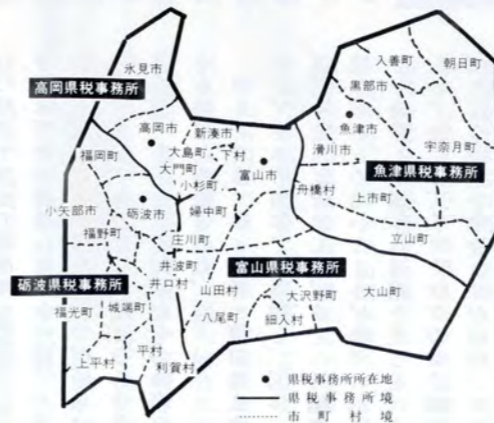 氷見市
高岡県税事務所
高岡市
新湊市
福岡町
大島町
下村
大門町
小杉町
富山市
小矢部市
砺波市
婦中町
福野町
庄川町
井波町
砺波県税事務所
井口村
山田村
富山県税事務所
福光町
城端町
八尾町
大沢野町
大山町
細入村
上平村
平村
利賀村
入善町
朝日町
黒部市
魚津市
滑川市
宇奈月町
魚津県税事務所
舟橋村
上市町
立山町
● 県税事務所所在地
県税事務所境
市町村境